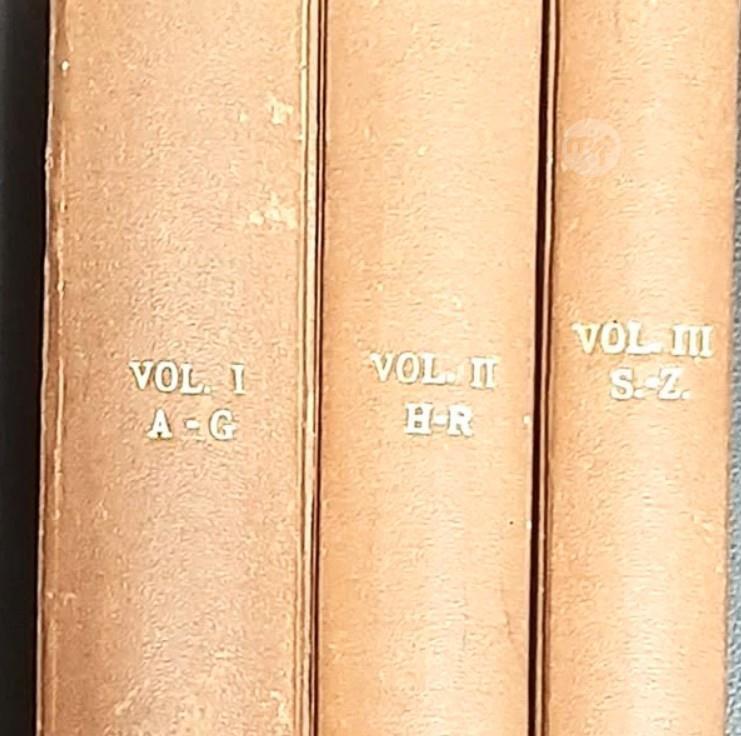 VOL. I
A - G
VOL. II
H-R
VOL. III
S.-Z.